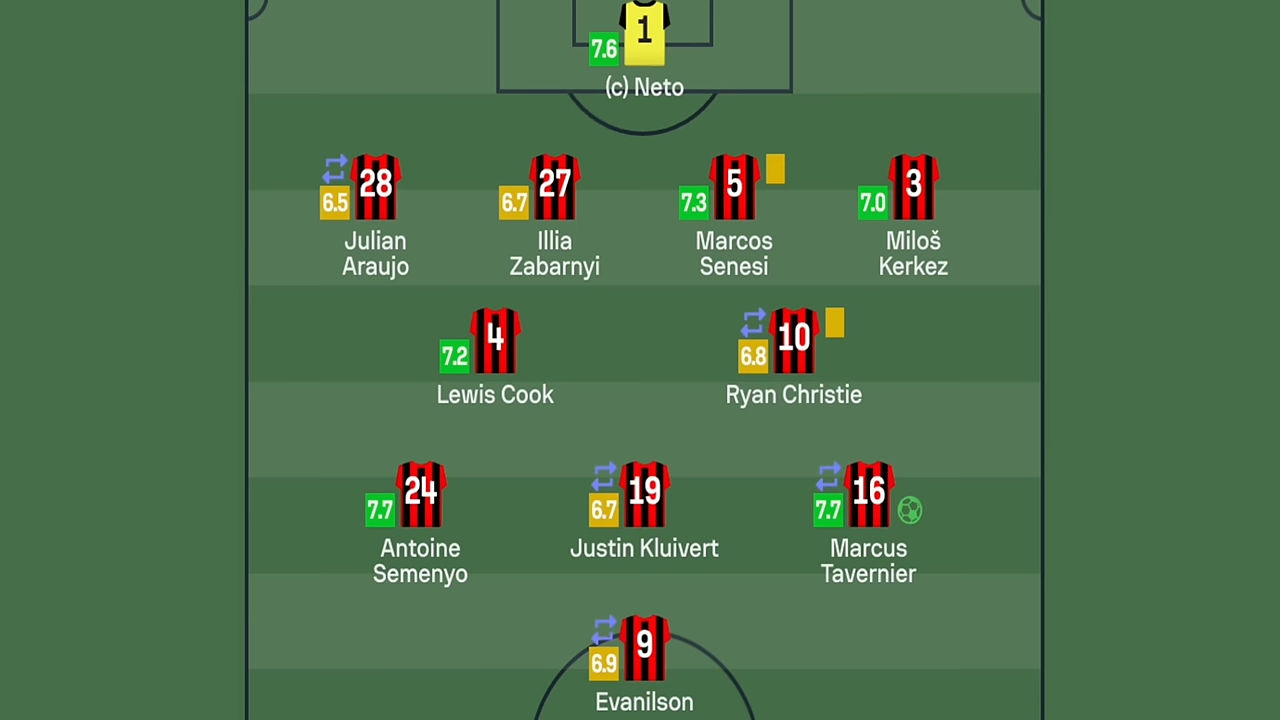 1
7.6
(c) Neto
28
27
5
3
6.5
6.7
7.3
7.0
Julian
Araujo
Illia
Zabarnyi
Marcos
Senesi
Miloš
Kerkez
4
10
7.2
6.8
Lewis Cook
Ryan Christie
24
19
16
7.7
6.7
7.7
Antoine
Semenyo
Justin Kluivert
Marcus
Tavernier
9
6.9
Evanilson